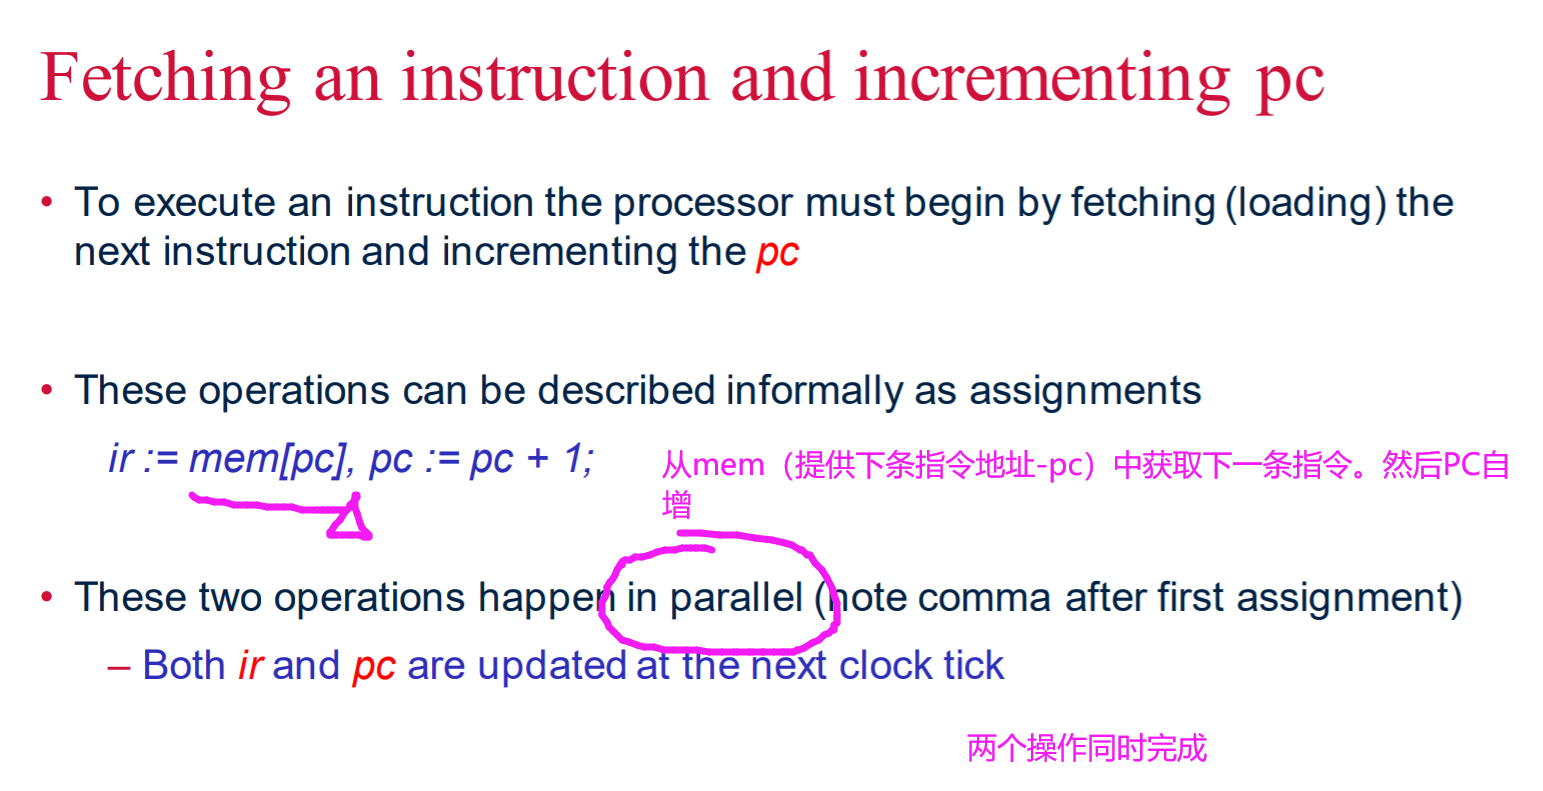 Fetching an instruction and incrementing pc
• To execute an instruction the processor must begin by fetching (loading) the
next instruction and incrementing the pc
• These operations can be described informally as assignments
ir := mem[pc], pc := pc + 1;
从mem（提供下条指令地址-pc）中获取下一条指令。然后PC自
增
• These two operations happen in parallel (note comma after first assignment)
– Both ir and pc are updated at the next clock tick
两个操作同时完成